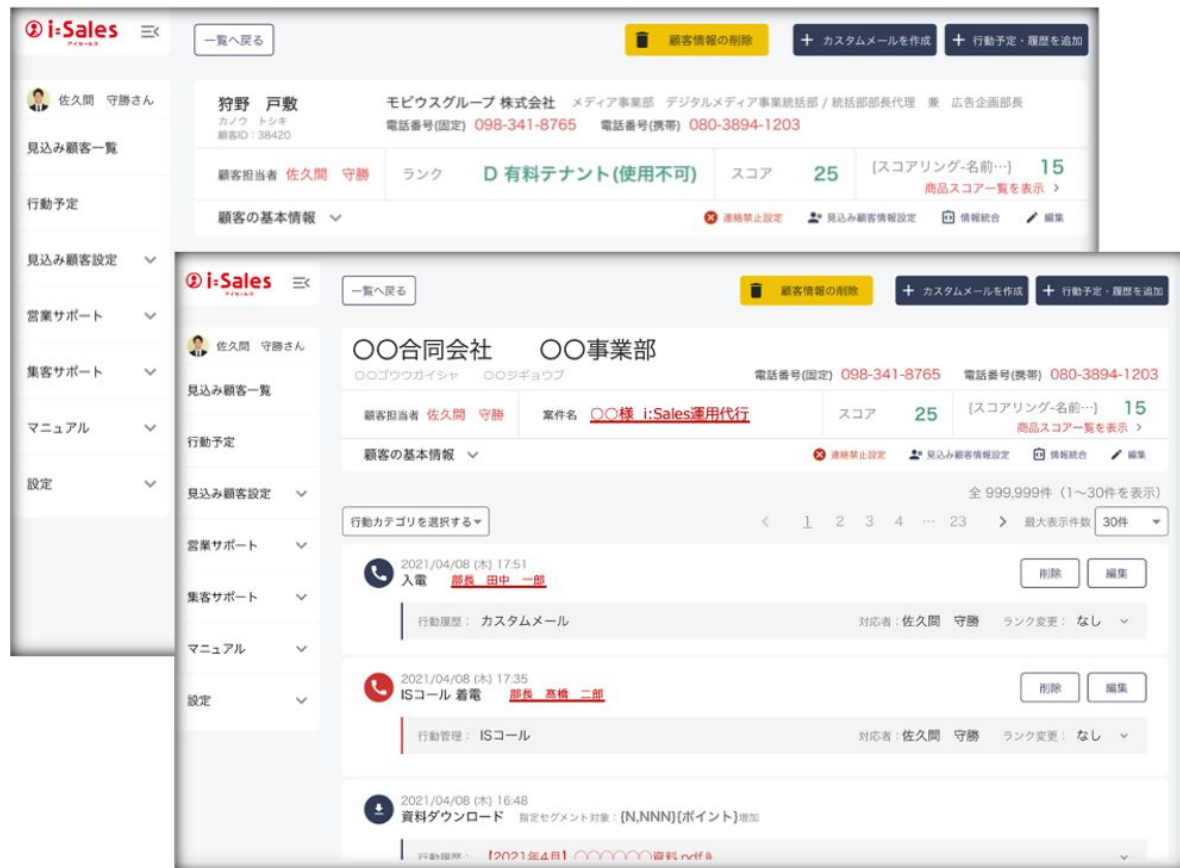 i:Sales
アイセールス
一覧へ戻る
顧客情報の削除
+ カスタムメールを作成
+ 行動予定・履歴を追加
佐久間 守勝さん
見込み顧客一覧
行動予定
見込み顧客設定
営業サポート
集客サポート
マニュアル
設定
狩野 戸敷
カノウ トシキ
顧客ID:38420
モビウスグループ 株式会社 メディア事業部 デジタルメディア事業統括部 / 統括部部長代理 兼 広告企画部長
電話番号(固定) 098-341-8765 電話番号(携帯) 080-3894-1203
顧客担当者 佐久間 守勝 ランク D 有料テナント(使用不可) スコア 25 {スコアリング-名前…} 15
商品スコア一覧を表示 >
顧客の基本情報
連絡禁止設定 見込み顧客情報設定 情報統合 編集
i:Sales
アイセールス
一覧へ戻る
顧客情報の削除
+ カスタムメールを作成
+ 行動予定・履歴を追加
佐久間 守勝さん
見込み顧客一覧
行動予定
見込み顧客設定
営業サポート
集客サポート
マニュアル
設定
〇〇合同会社 〇〇事業部
〇〇ゴウウガイシャ 〇〇ジギョウブ
電話番号(固定) 098-341-8765 電話番号(携帯) 080-3894-1203
顧客担当者 佐久間 守勝 案件名 〇〇様 i:Sales運用代行 スコア 25 {スコアリング-名前…} 15
商品スコア一覧を表示 >
顧客の基本情報
連絡禁止設定 見込み顧客情報設定 情報統合 編集
全 999,999件(1〜30件を表示)
行動カテゴリを選択する
< 1 2 3 4 … 23 > 最大表示件数 30件
2021/04/08 (木) 17:51
入電 部長 田中 一郎
削除 編集
行動履歴: カスタムメール 対応者:佐久間 守勝 ランク変更: なし
2021/04/08 (木) 17:35
ISコール 着電 部長 髙橋 二郎
削除 編集
行動管理: ISコール 対応者:佐久間 守勝 ランク変更: なし
2021/04/08 (木) 16:48
資料ダウンロード 指定セグメント対象:{N,NNN}{ポイント}増加
行動履歴: 【2021年4月】〇〇〇〇〇〇資料.pdf